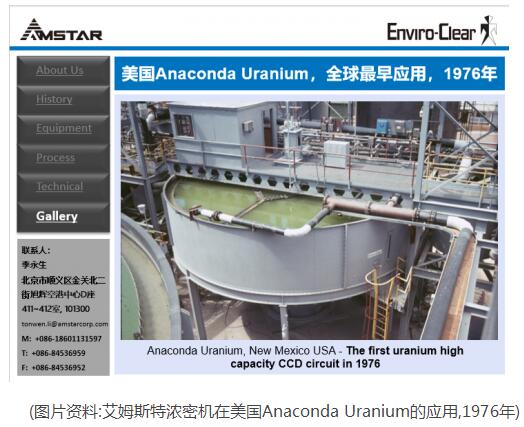 AMSTAR
Enviro-Clear
About Us
History
Equipment
Process
Technical
Gallery
美国Anaconda Uranium，全球最早应用，1976年
联系人：
李永生
北京市顺义区金关北二
街旭辉空港中心D座
411-412室, 101300
tonwen.li@amstarcorp.com
M: +086-18601131597
T: +086-84536959
F: +086-84536952
Anaconda Uranium, New Mexico USA - The first uranium high
capacity CCD circuit in 1976
(图片资料:艾姆斯特浓密机在美国Anaconda Uranium的应用,1976年)